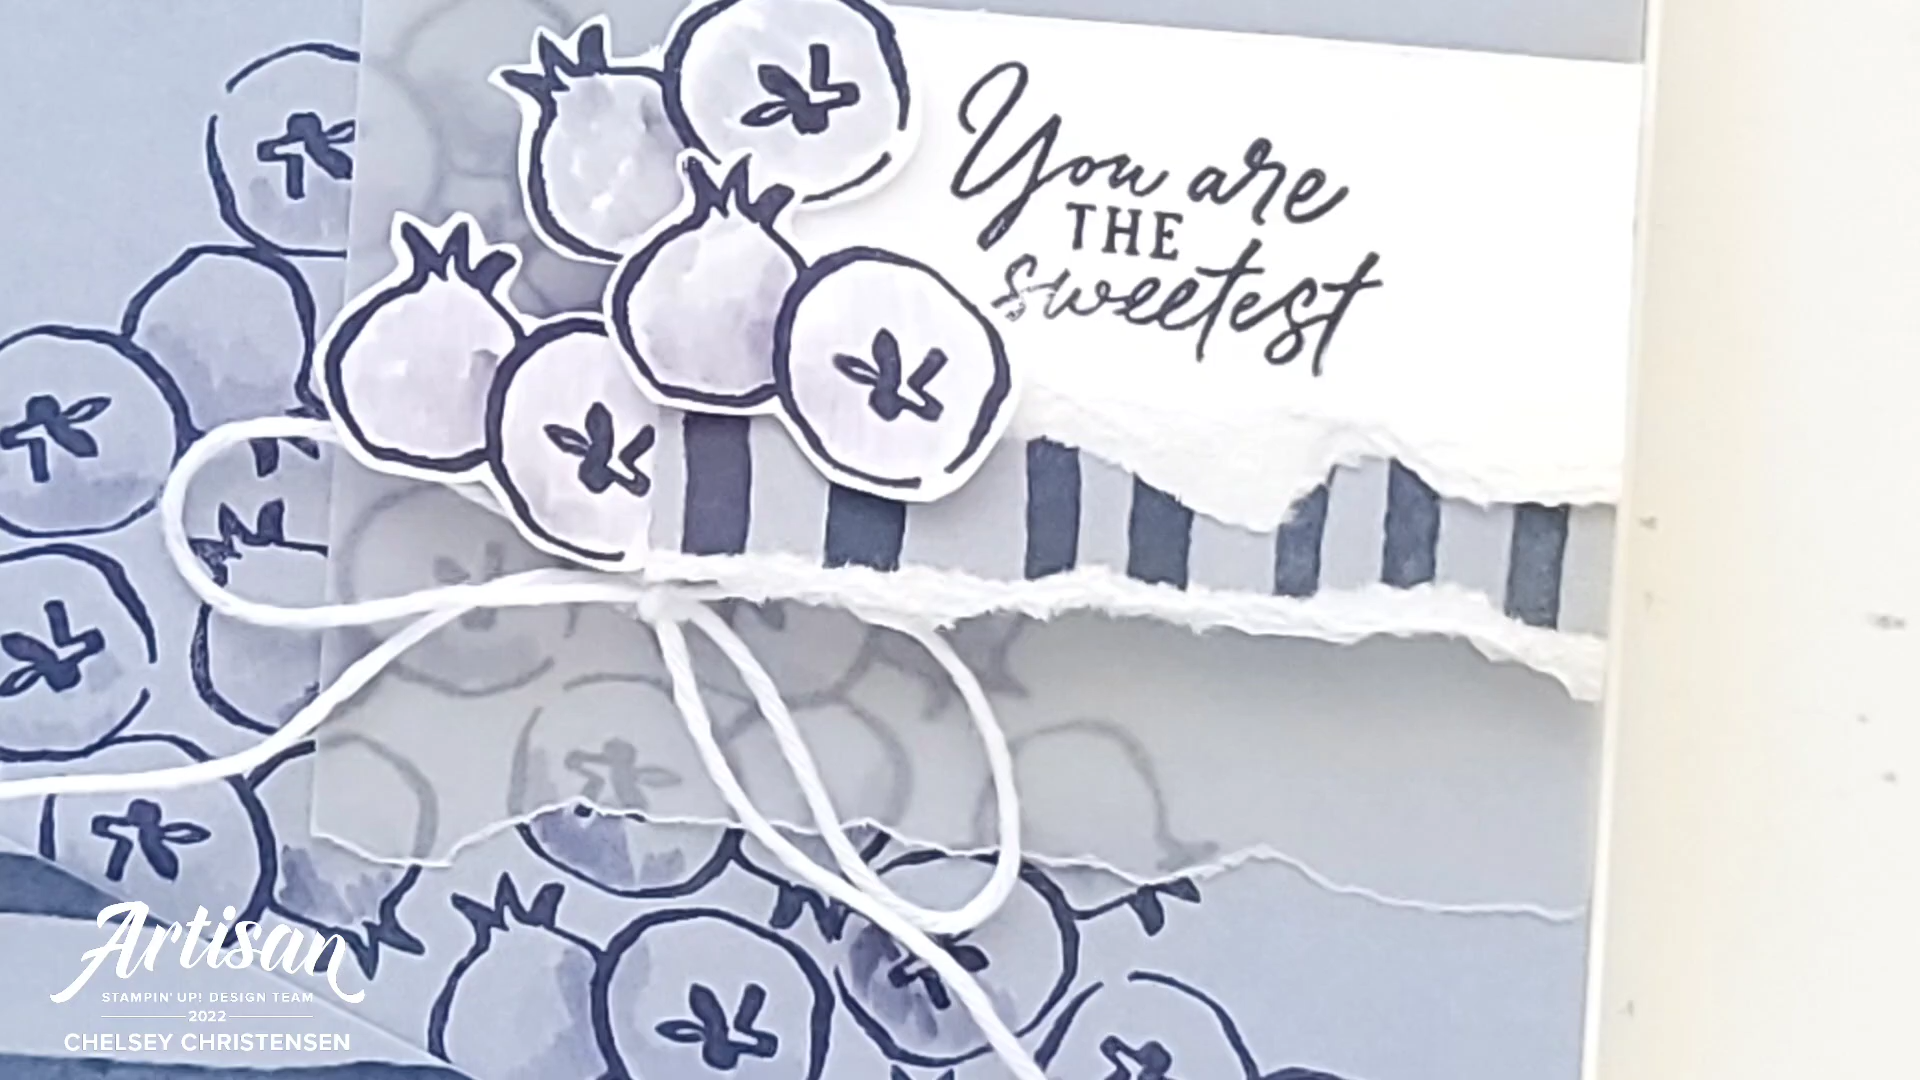 You are
THE
sweetest
Artisan
STAMPIN' UP! DESIGN TEAM
2022
CHELSEY CHRISTENSEN